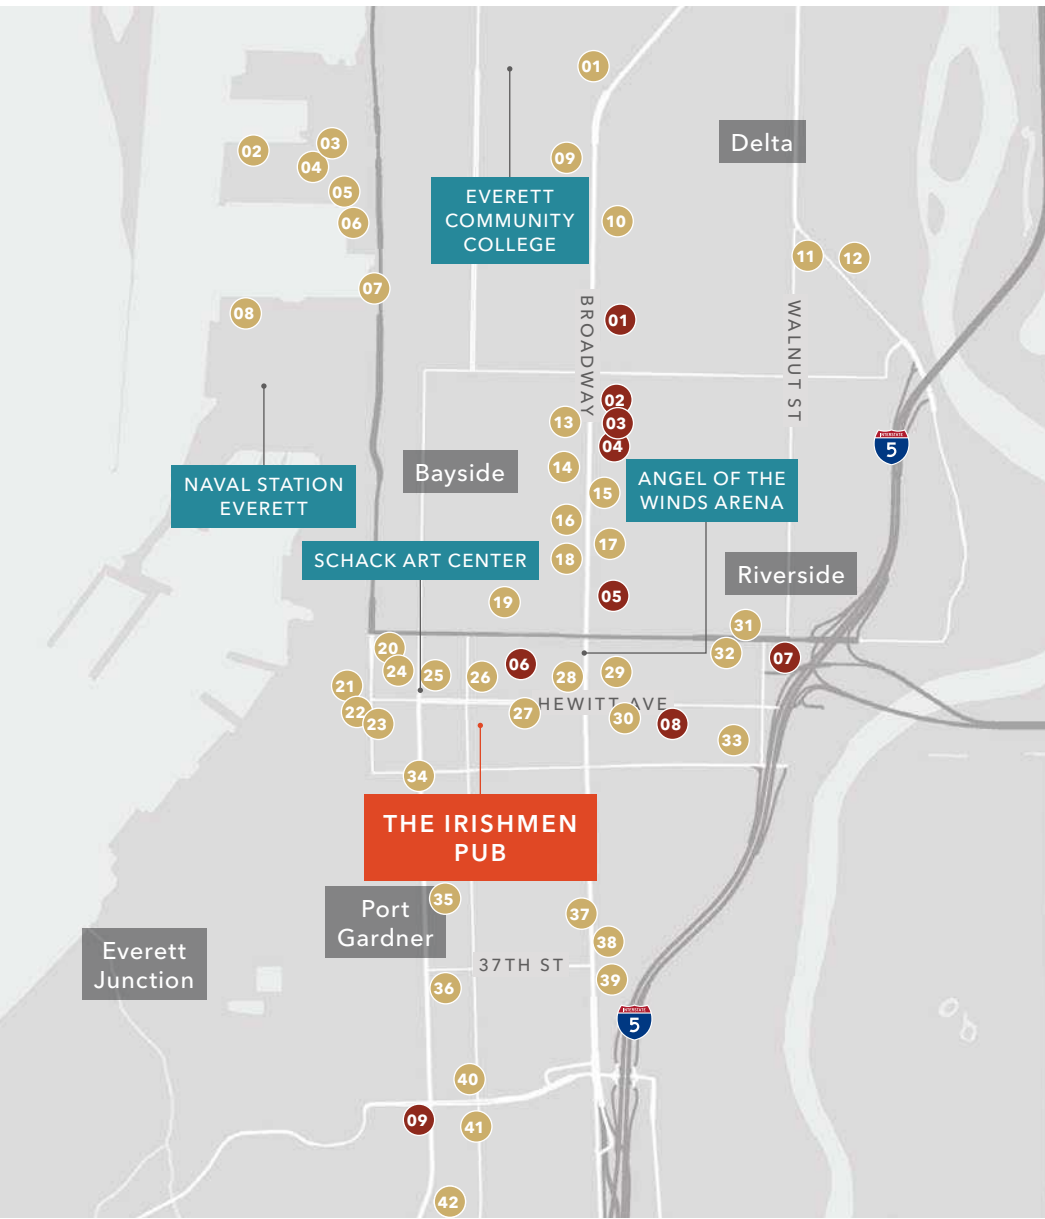 01
03
02
09
Delta
04
05
EVERETT
COMMUNITY
COLLEGE
06
10
11
12
07
08
BROADWAY
WALNUT ST
01
02
13
03
04
INTERSTATE
5
14
Bayside
ANGEL OF THE
WINDS ARENA
NAVAL STATION
EVERETT
15
16
17
18
SCHACK ART CENTER
Riverside
05
19
31
20
32
07
06
24
25
26
28
29
21
HEWITT AVE
22
27
23
30
08
33
34
THE IRISHMEN
PUB
35
Port
Gardner
37
38
Everett
Junction
37TH ST
39
36
INTERSTATE
5
40
09
41
42